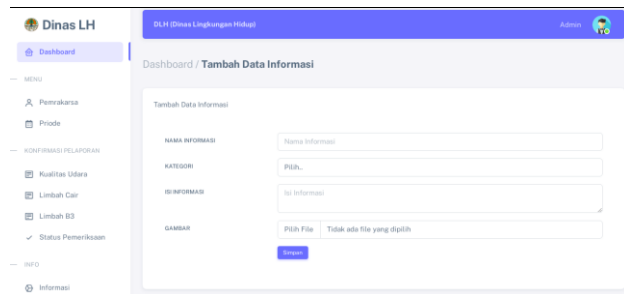 Dinas LH
Dashboard
MENU
Pemrakarsa
Priode
KONFIRMASI PELAPORAN
Kualitas Udara
Limbah Cair
Limbah B3
Status Pemeriksaan
INFO
Informasi
DLH (Dinas Lingkungan Hidup)
Admin
Dashboard / Tambah Data Informasi
Tambah Data Informasi
NAMA INFORMASI
Nama Informasi
KATEGORI
Pilih..
ISI INFORMASI
Isi Informasi
GAMBAR
Pilih File Tidak ada file yang dipilih
Simpan